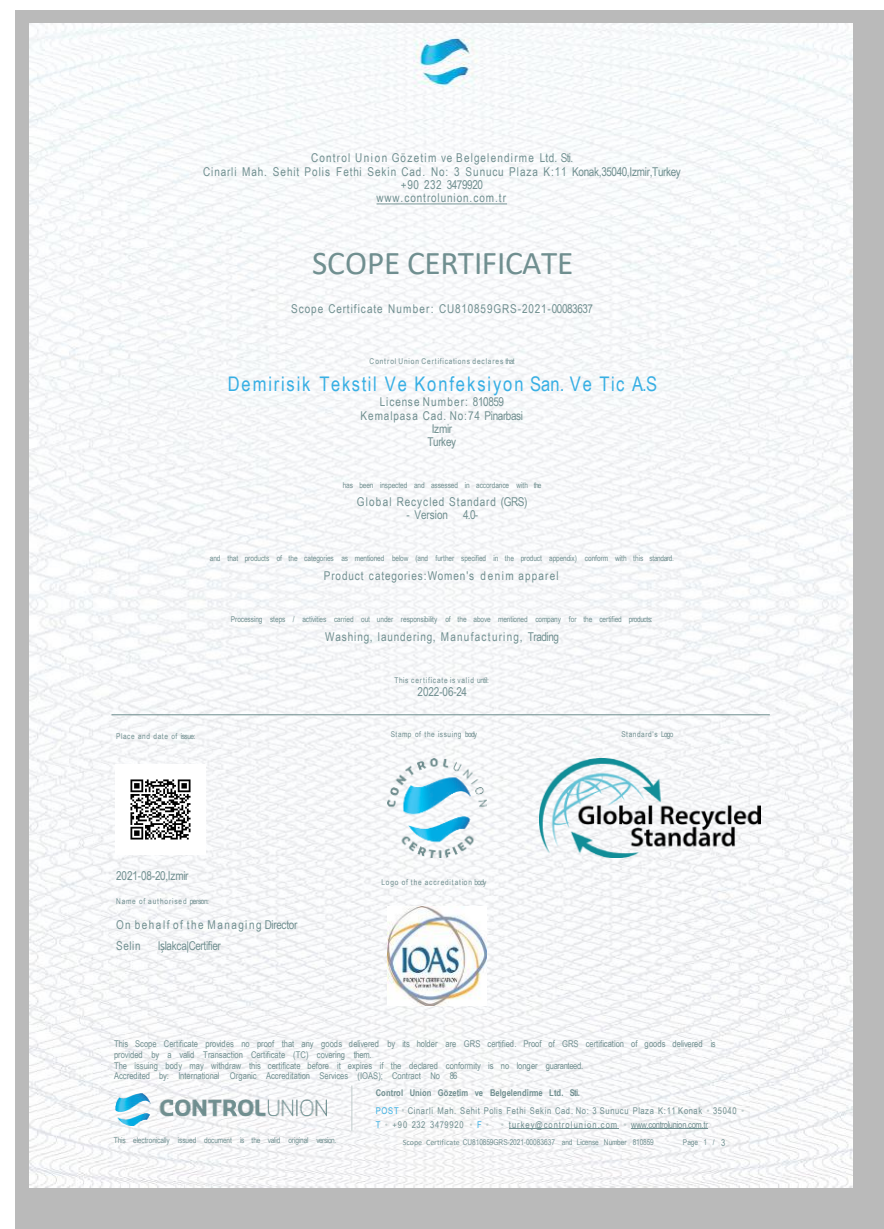 Control Union Gözetim ve Belgelendirme Ltd. Sti.
Cinarli Mah. Sehit Polis Fethi Sekin Cad. No: 3 Sunucu Plaza K:11 Konak,35040,Izmir,Turkey
+90 232 3479920
www.controlunion.com.tr
SCOPE CERTIFICATE
Scope Certificate Number: CU810859GRS-2021-00083637
Control Union Certifications declares that
Demirisik Tekstil Ve Konfeksiyon San. Ve Tic A.S
License Number: 810859
Kemalpasa Cad. No:74 Pinarbasi
Izmir
Turkey
has been inspected and assessed in accordance with the
Global Recycled Standard (GRS)
- Version 4.0-
and that products of the categories as mentioned below (and further specified in the product appendix) conform with this standard.
Product categories:Women's denim apparel
Processing steps / activities carried out under responsibility of the above mentioned company for the certified products:
Washing, laundering, Manufacturing, Trading
This certificate is valid until:
2022-06-24
Place and date of issue:
Stamp of the issuing body
Standard's Logo
CONTROLUNION
CERTIFIED
Global Recycled
Standard
2021-08-20,Izmir
Logo of the accreditation body
Name of authorised person:
On behalf of the Managing Director
Selin Işlakca|Certifier
IOAS
PRODUCT CERTIFICATION
Contract No 86
This Scope Certificate provides no proof that any goods delivered by its holder are GRS certified. Proof of GRS certification of goods delivered is
provided by a valid Transaction Certificate (TC) covering them.
The issuing body may withdraw this certificate before it expires if the declared conformity is no longer guaranteed.
Accredited by: International Organic Accreditation Services (IOAS); Contract No 86
CONTROLUNION
Control Union Gözetim ve Belgelendirme Ltd. Sti.
POST - Cinarli Mah. Sehit Polis Fethi Sekin Cad. No: 3 Sunucu Plaza K:11 Konak - 35040 -
T - +90 232 3479920 - F - - turkey@controlunion.com - www.controlunion.com.tr
This electronically issued document is the valid original version.
Scope Certificate CU810859GRS-2021-00083637 and License Number 810859 Page 1 / 3